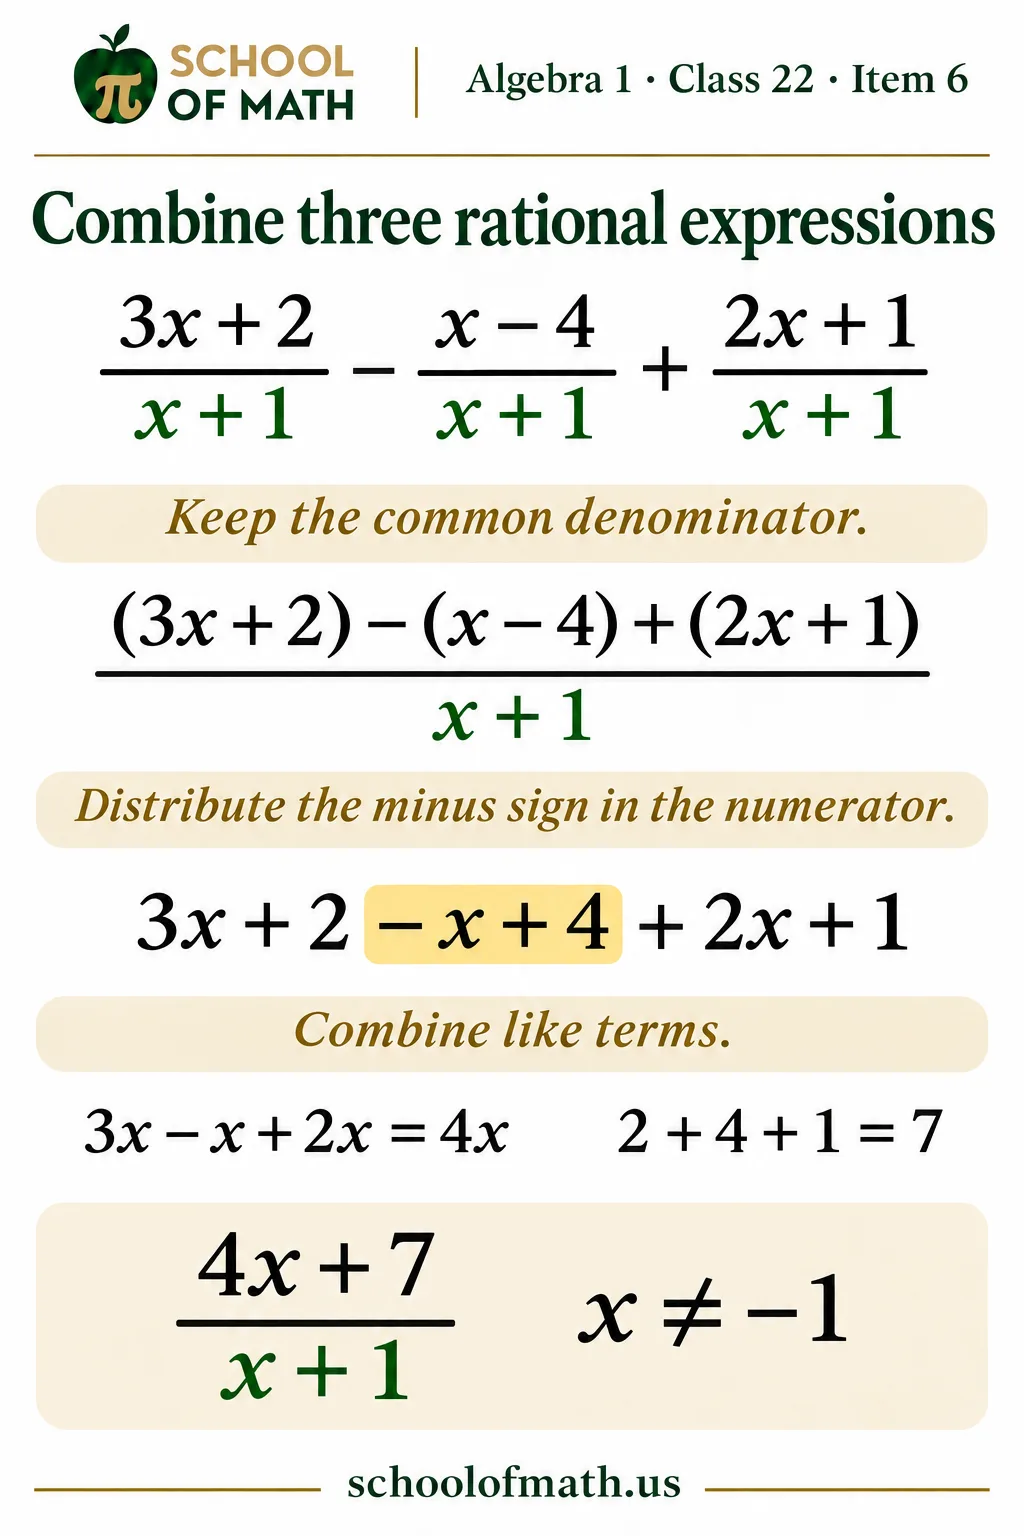 SCHOOL
OF MATH
π
Algebra 1 · Class 22 · Item 6
Combine three rational expressions
(3x + 2)/(x + 1) − (x − 4)/(x + 1) + (2x + 1)/(x + 1)
Keep the common denominator.
((3x + 2) − (x − 4) + (2x + 1))/(x + 1)
Distribute the minus sign in the numerator.
3x + 2 − x + 4 + 2x + 1
Combine like terms.
3x − x + 2x = 4x 2 + 4 + 1 = 7
(4x + 7)/(x + 1) x ≠ −1
schoolofmath.us